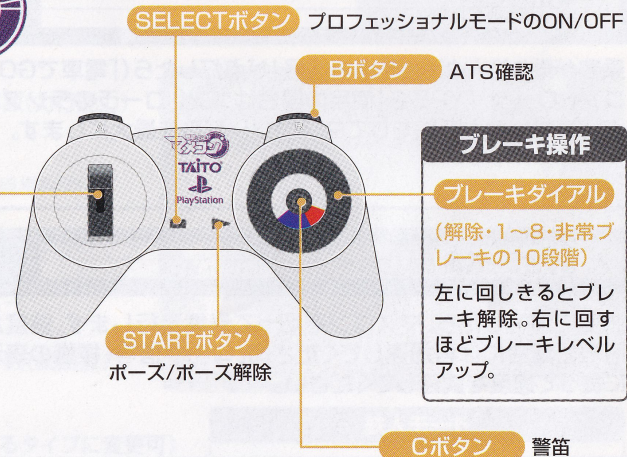 SELECTボタン プロフェッショナルモードのON/OFF
Bボタン ATS確認
A
B
マメコン
TAITO
PlayStation
ブレーキ操作
ブレーキダイアル
(解除・1〜8・非常ブ
レーキの10段階)
左に回しきるとブレ
ーキ解除。右に回す
ほどブレーキレベル
アップ。
STARTボタン
ポーズ/ポーズ解除
Cボタン 警笛